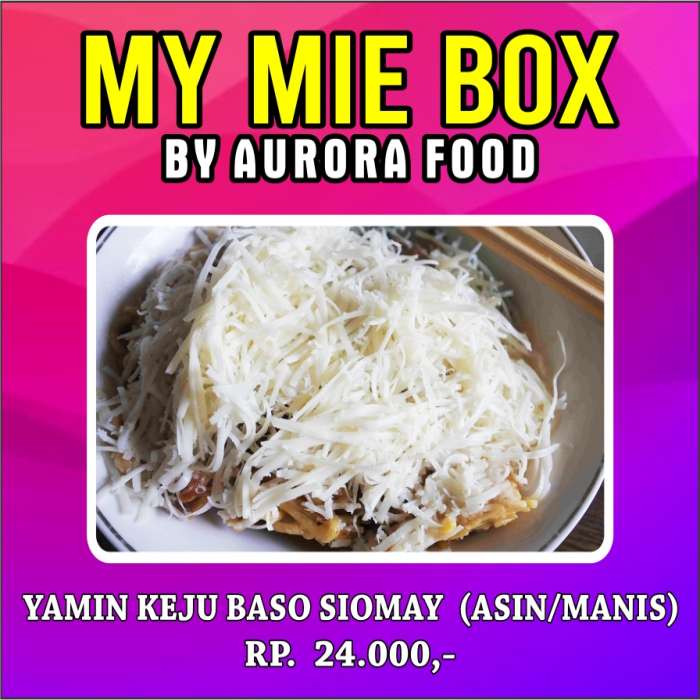 MY MIE BOX
BY AURORA FOOD
YAMIN KEJU BASO SIOMAY (ASIN/MANIS)
RP. 24.000,-